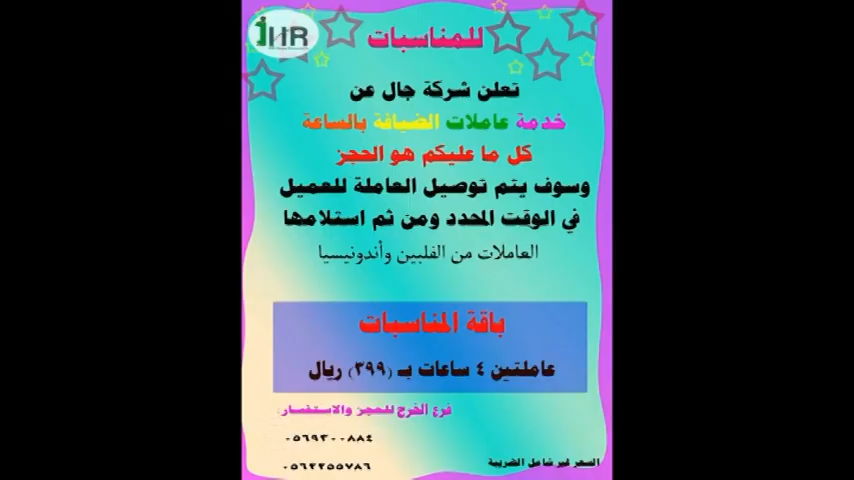 JHR
للمناسبات
تعلن شركة جال عن
خدمة عاملات الضيافة بالساعة
كل ما عليكم هو الحجز
وسوف يتم توصيل العاملة للعميل
في الوقت المحدد ومن ثم استلامها
العاملات من الفلبين وأندونيسيا
باقة المناسبات
عاملتين ٤ ساعات بـ (٣٩٩) ريال
فرع الخرج للحجز والاستفسار:
٠٥٦٩٣٠٠٨٨٤
السعر غير شامل الضريبة